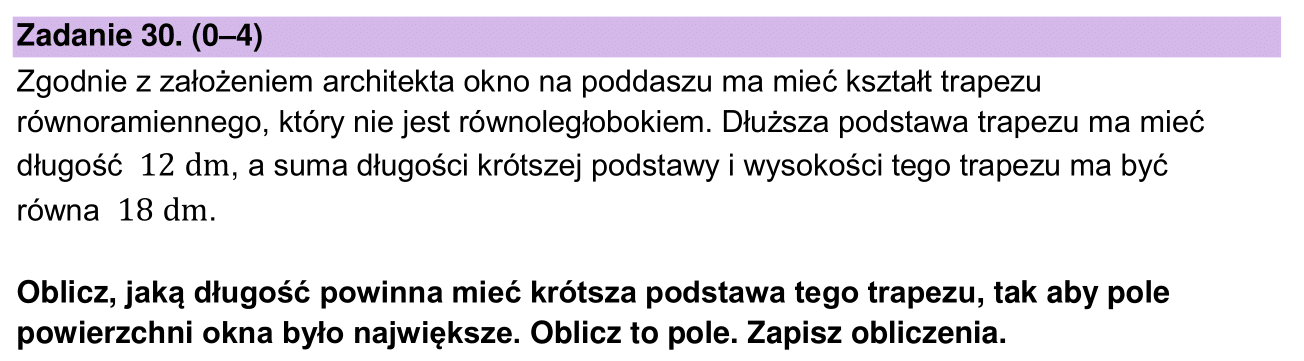 Zadanie 30. (0–4)
Zgodnie z założeniem architekta okno na poddaszu ma mieć kształt trapezu
równoramiennego, który nie jest równoległobokiem. Dłuższa podstawa trapezu ma mieć
długość 12 dm, a suma długości krótszej podstawy i wysokości tego trapezu ma być
równa 18 dm.
Oblicz, jaką długość powinna mieć krótsza podstawa tego trapezu, tak aby pole
powierzchni okna było największe. Oblicz to pole. Zapisz obliczenia.